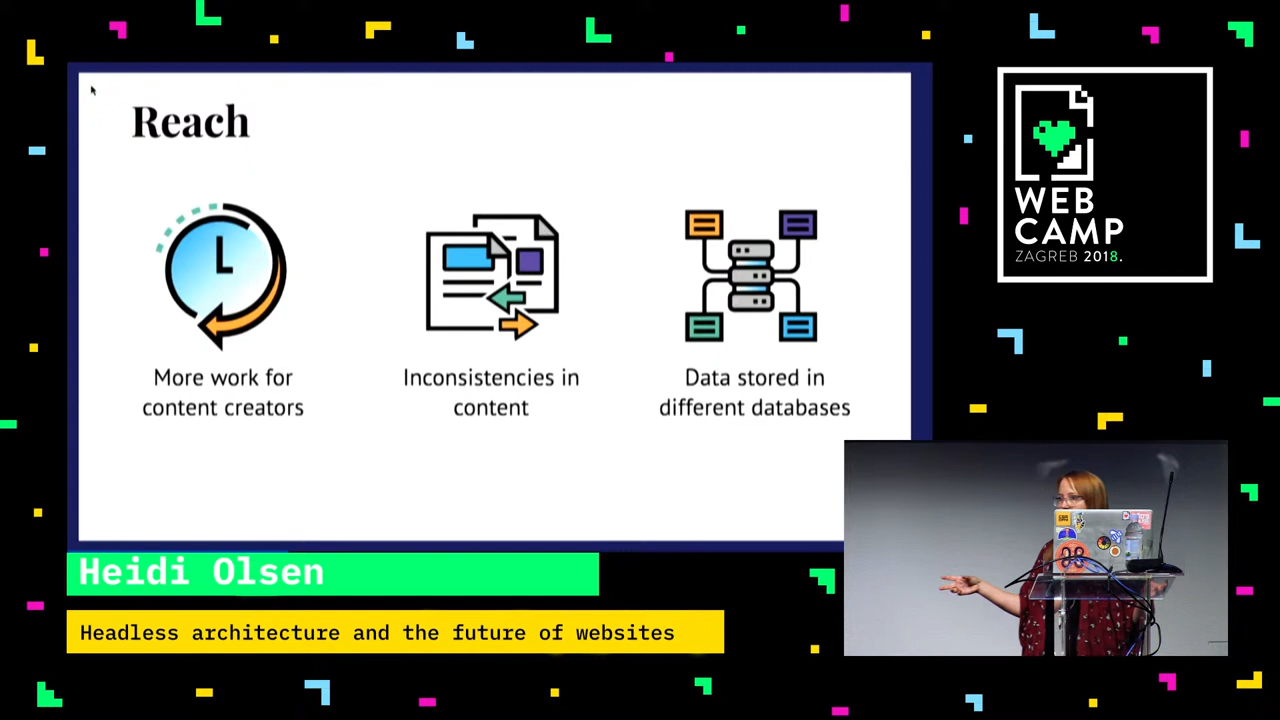 Reach
More work for
content creators
Inconsistencies in
content
Data stored in
different databases
WEB
CAMP
ZAGREB 2018.
Heidi Olsen
Headless architecture and the future of websites